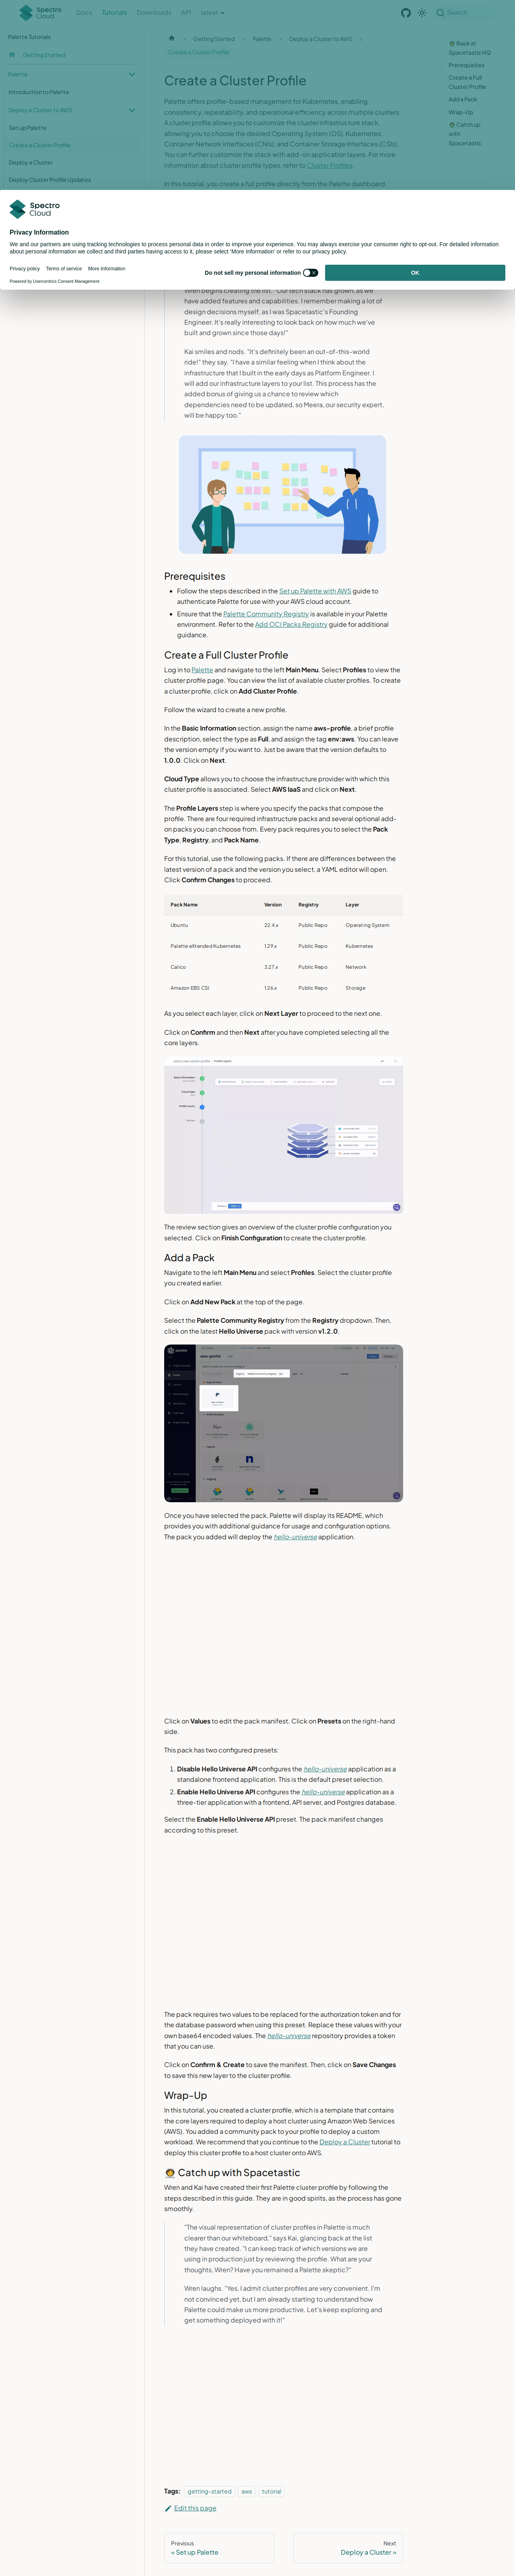 Spectro Cloud
Docs
Tutorials
Downloads
API
latest
Search
Palette Tutorials
Getting Started
Palette
Introduction to Palette
Deploy a Cluster to AWS
Set up Palette
Create a Cluster Profile
Deploy a Cluster
Deploy Cluster Profile Updates
Getting Started
Palette
Deploy a Cluster to AWS
Create a Cluster Profile
Create a Cluster Profile
Palette offers profile-based management for Kubernetes, enabling
consistency, repeatability, and operational efficiency across multiple clusters.
A cluster profile allows you to customize the cluster infrastructure stack,
allowing you to choose the desired Operating System (OS), Kubernetes,
Container Network Interfaces (CNIs), and Container Storage Interfaces (CSIs).
You can further customize the stack with add-on application layers. For more
information about cluster profile types, refer to Cluster Profiles.
In this tutorial, you create a full profile directly from the Palette dashboard.
🧑‍🚀 Back at
Spacetastic HQ
Prerequisites
Create a Full
Cluster Profile
Add a Pack
Wrap-Up
🧑‍🚀 Catch up
with
Spacetastic
Spectro Cloud
Privacy Information
We and our partners are using tracking technologies to process personal data in order to improve your experience. You may always exercise your consumer right to opt-out. For detailed information
about personal information we collect and third parties having access to it, please select 'More Information' or refer to our privacy policy.
Privacy policy
Terms of service
More Information
Do not sell my personal information
OK
Powered by Usercentrics Consent Management
Wren begins creating the list. "Our tech stack has grown, as we
have added features and capabilities. I remember making a lot of
design decisions myself, as I was Spacetastic's Founding
Engineer. It's really interesting to look back on how much we've
built and grown since those days!"
Kai smiles and nods. "It's definitely been an out-of-this-world
ride!" they say. "I have a similar feeling when I think about the
infrastructure that I built in the early days as Platform Engineer. I
will add our infrastructure layers to your list. This process has the
added bonus of giving us a chance to review which
dependencies need to be updated, so Meera, our security expert,
will be happy too."
Prerequisites
Follow the steps described in the Set up Palette with AWS guide to
authenticate Palette for use with your AWS cloud account.
Ensure that the Palette Community Registry is available in your Palette
environment. Refer to the Add OCI Packs Registry guide for additional
guidance.
Create a Full Cluster Profile
Log in to Palette and navigate to the left Main Menu. Select Profiles to view the
cluster profile page. You can view the list of available cluster profiles. To create
a cluster profile, click on Add Cluster Profile.
Follow the wizard to create a new profile.
In the Basic Information section, assign the name aws-profile, a brief profile
description, select the type as Full, and assign the tag env:aws. You can leave
the version empty if you want to. Just be aware that the version defaults to
1.0.0. Click on Next.
Cloud Type allows you to choose the infrastructure provider with which this
cluster profile is associated. Select AWS IaaS and click on Next.
The Profile Layers step is where you specify the packs that compose the
profile. There are four required infrastructure packs and several optional add-
on packs you can choose from. Every pack requires you to select the Pack
Type, Registry, and Pack Name.
For this tutorial, use the following packs. If there are differences between the
latest version of a pack and the version you select, a YAML editor will open.
Click Confirm Changes to proceed.
Pack Name Version Registry Layer
Ubuntu 22.4.x Public Repo Operating System
Palette eXtended Kubernetes 1.29.x Public Repo Kubernetes
Calico 3.27.x Public Repo Network
Amazon EBS CSI 1.26.x Public Repo Storage
As you select each layer, click on Next Layer to proceed to the next one.
Click on Confirm and then Next after you have completed selecting all the
core layers.
The review section gives an overview of the cluster profile configuration you
selected. Click on Finish Configuration to create the cluster profile.
Add a Pack
Navigate to the left Main Menu and select Profiles. Select the cluster profile
you created earlier.
Click on Add New Pack at the top of the page.
Select the Palette Community Registry from the Registry dropdown. Then,
click on the latest Hello Universe pack with version v1.2.0.
Once you have selected the pack, Palette will display its README, which
provides you with additional guidance for usage and configuration options.
The pack you added will deploy the hello-universe application.
Click on Values to edit the pack manifest. Click on Presets on the right-hand
side.
This pack has two configured presets:
1. Disable Hello Universe API configures the hello-universe application as a
standalone frontend application. This is the default preset selection.
2. Enable Hello Universe API configures the hello-universe application as a
three-tier application with a frontend, API server, and Postgres database.
Select the Enable Hello Universe API preset. The pack manifest changes
according to this preset.
The pack requires two values to be replaced for the authorization token and for
the database password when using this preset. Replace these values with your
own base64 encoded values. The hello-universe repository provides a token
that you can use.
Click on Confirm & Create to save the manifest. Then, click on Save Changes
to save this new layer to the cluster profile.
Wrap-Up
In this tutorial, you created a cluster profile, which is a template that contains
the core layers required to deploy a host cluster using Amazon Web Services
(AWS). You added a community pack to your profile to deploy a custom
workload. We recommend that you continue to the Deploy a Cluster tutorial to
deploy this cluster profile to a host cluster onto AWS.
🧑‍🚀 Catch up with Spacetastic
Wren and Kai have created their first Palette cluster profile by following the
steps described in this guide. They are in good spirits, as the process has gone
smoothly.
"The visual representation of cluster profiles in Palette is much
clearer than our whiteboard," says Kai, glancing back at the list
they have created. "I can keep track of which versions we are
using in production just by reviewing the profile. What are your
thoughts, Wren? Have you remained a Palette skeptic?"
Wren laughs. "Yes, I admit cluster profiles are very convenient. I'm
not convinced yet, but I am already starting to understand how
Palette could make us more productive. Let's keep exploring and
get something deployed with it!"
Tags: getting-started aws tutorial
Edit this page
Previous
« Set up Palette
Next
Deploy a Cluster »